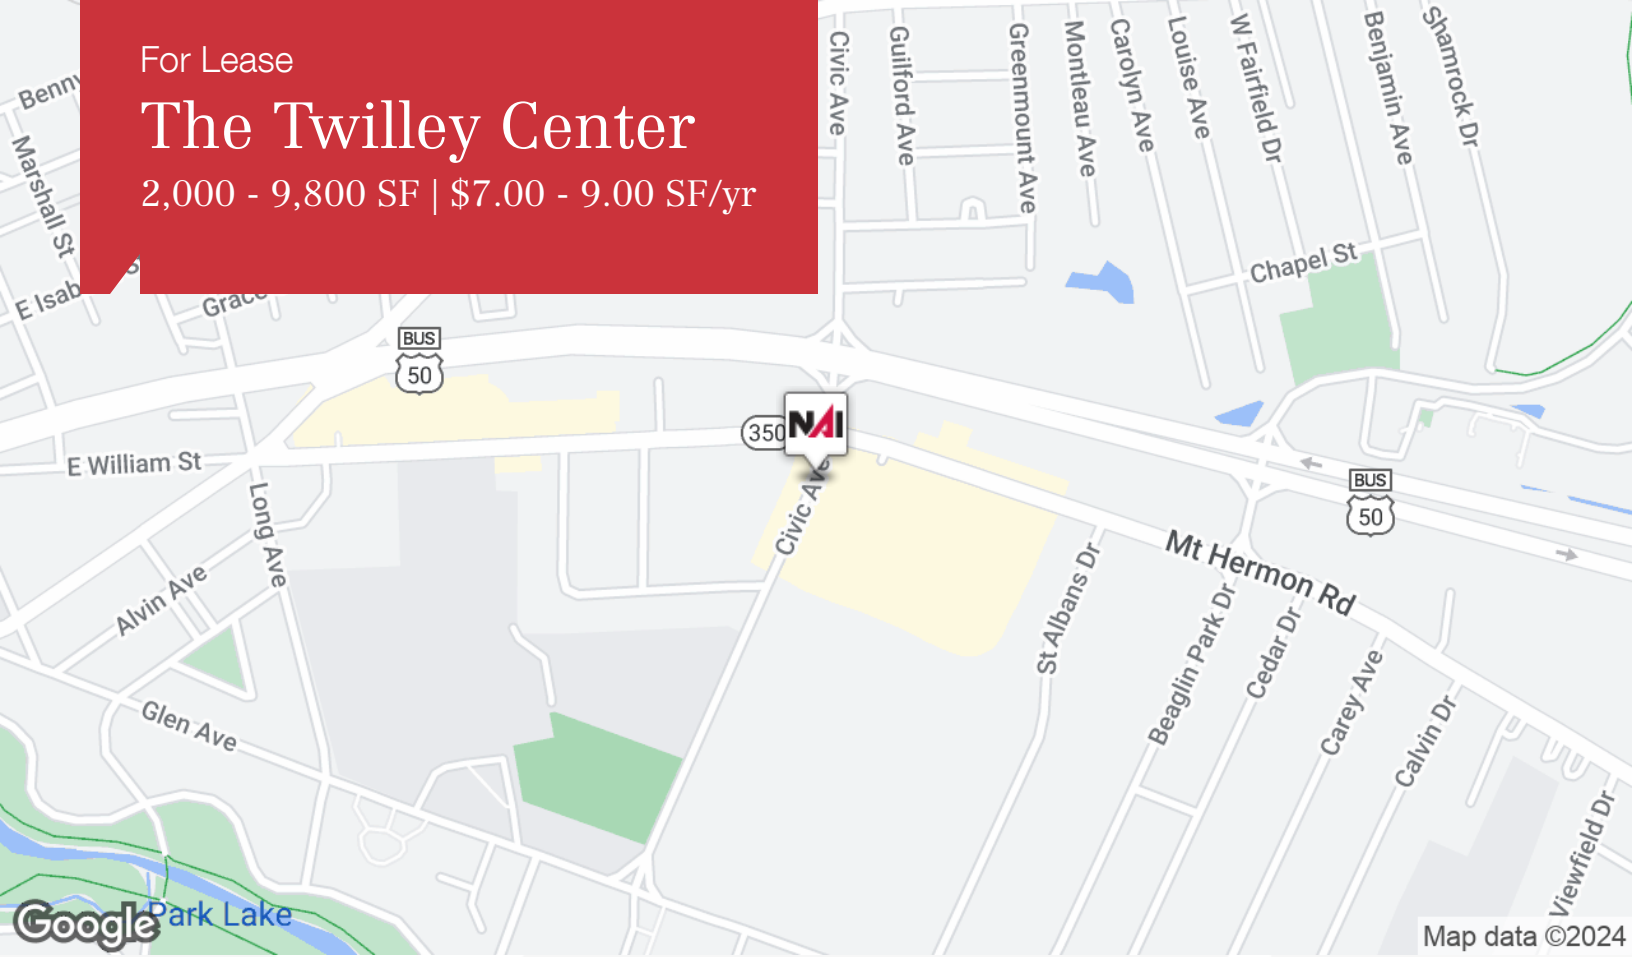 For Lease
The Twilley Center
2,000 - 9,800 SF | $7.00 - 9.00 SF/yr
Civic Ave
Guilford Ave
Greenmount Ave
Montleau Ave
Carolyn Ave
Louise Ave
W Fairfield Dr
Benjamin Ave
Shamrock Dr
Benny
Marshall St
E Isab
Grace
Chapel St
BUS
50
350
NAI
E William St
Long Ave
Alvin Ave
Civic Ave
BUS
50
Mt Hermon Rd
St Albans Dr
Beaglin Park Dr
Cedar Dr
Carey Ave
Calvin Dr
Viewfield Dr
Glen Ave
Park Lake
Google
Map data ©2024